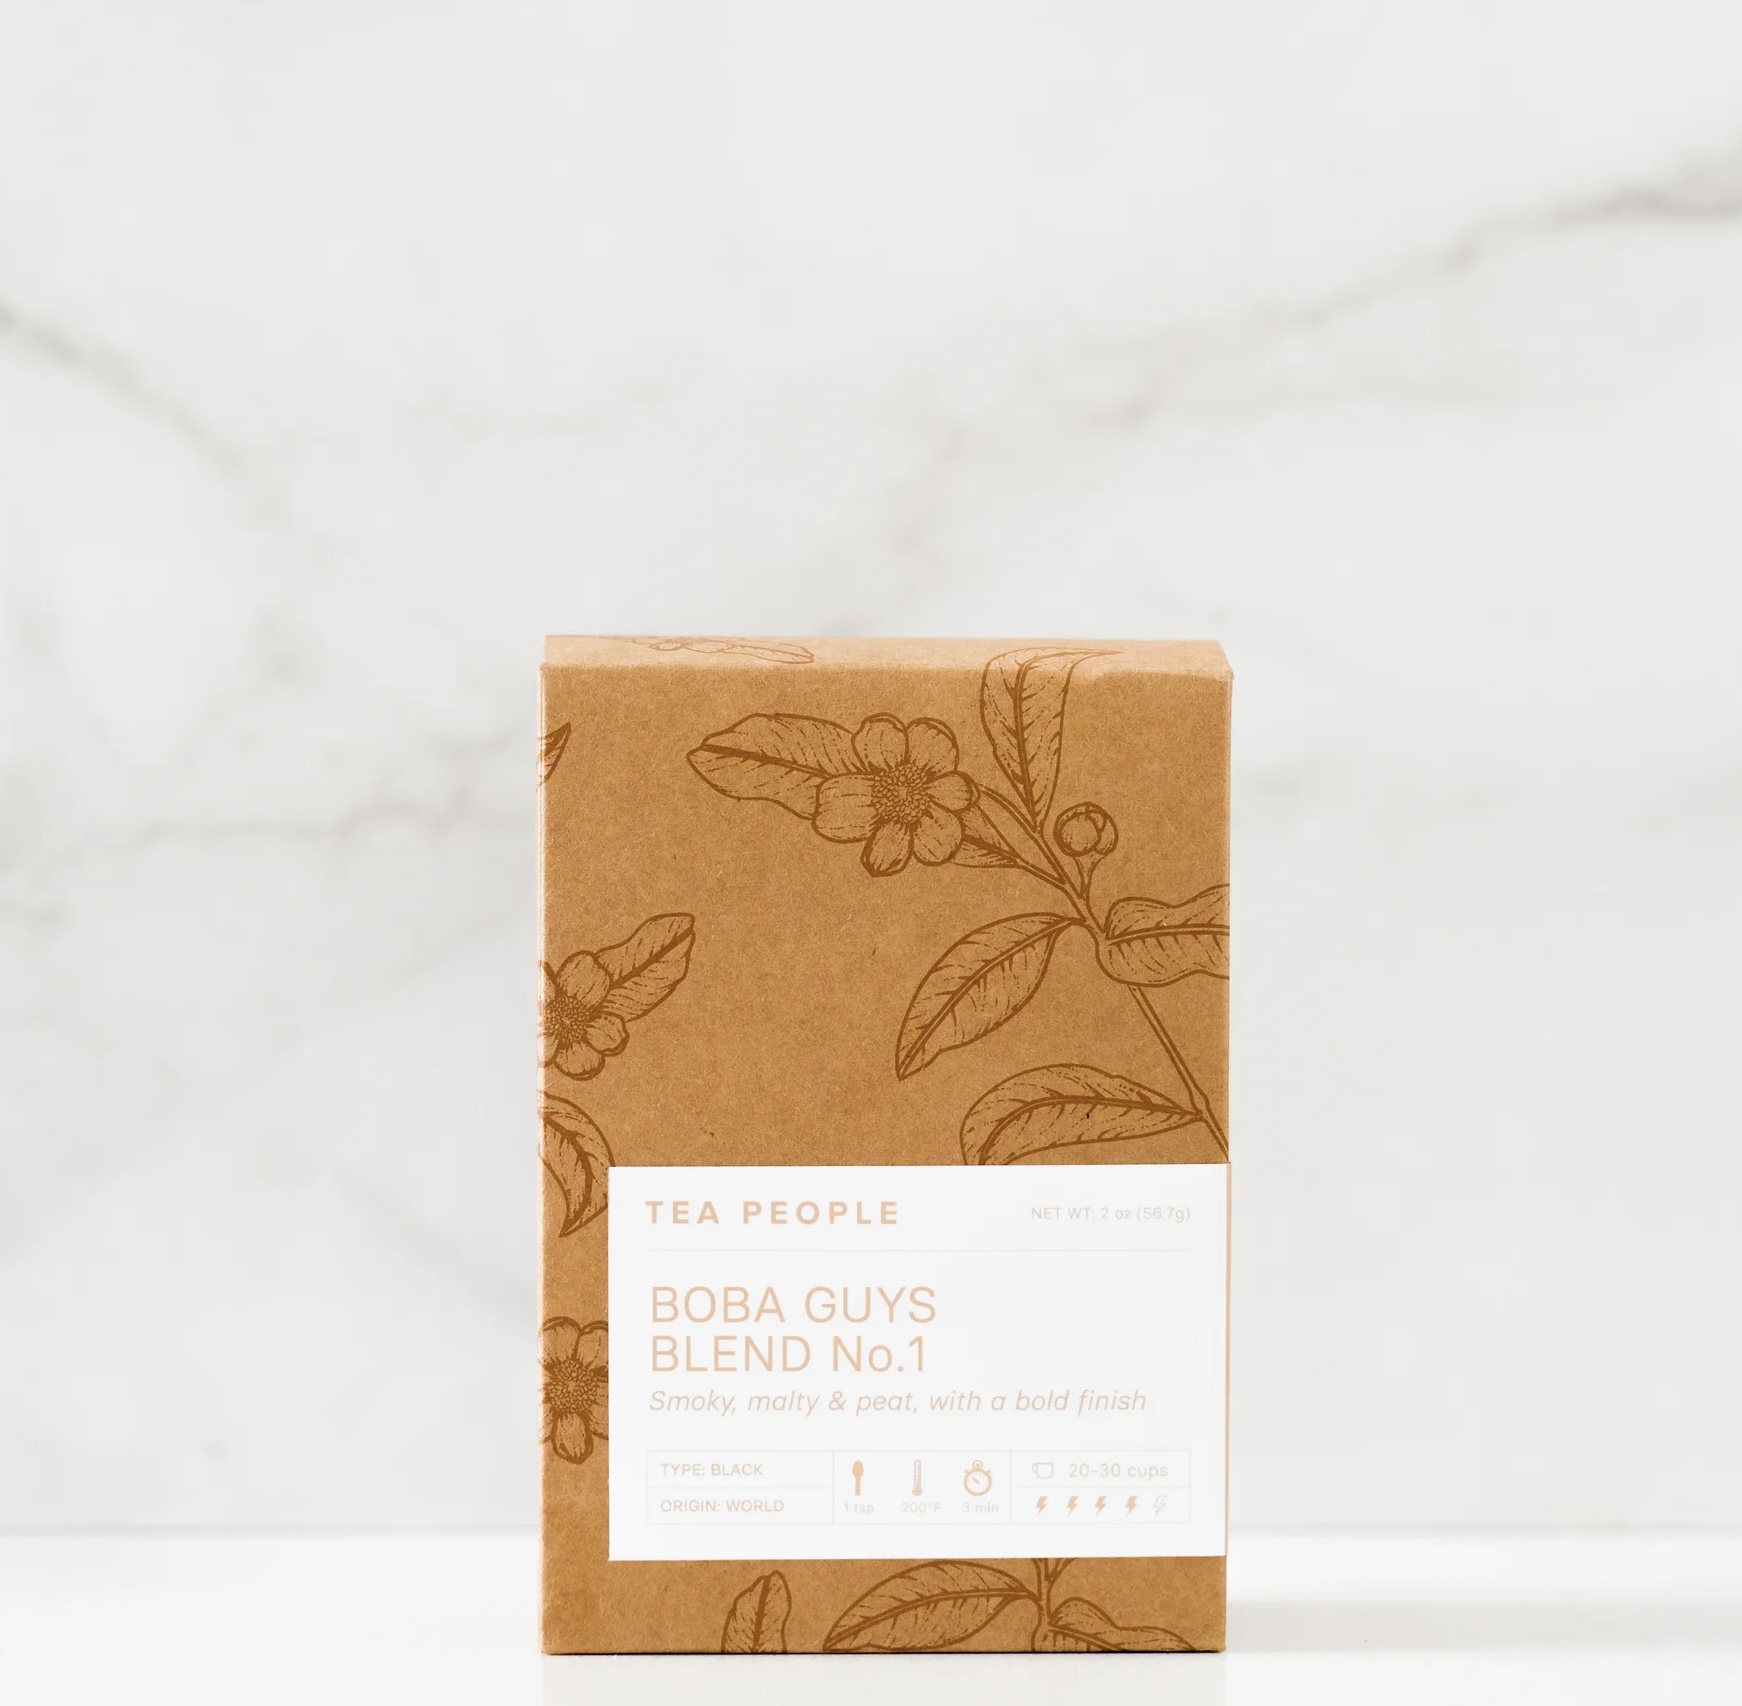 TEA PEOPLE
NET WT: 2 oz (56.7g)
BOBA GUYS
BLEND No.1
Smoky, malty & peat, with a bold finish
TYPE: BLACK
ORIGIN: WORLD
1 tsp
200°F
3 min
20-30 cups